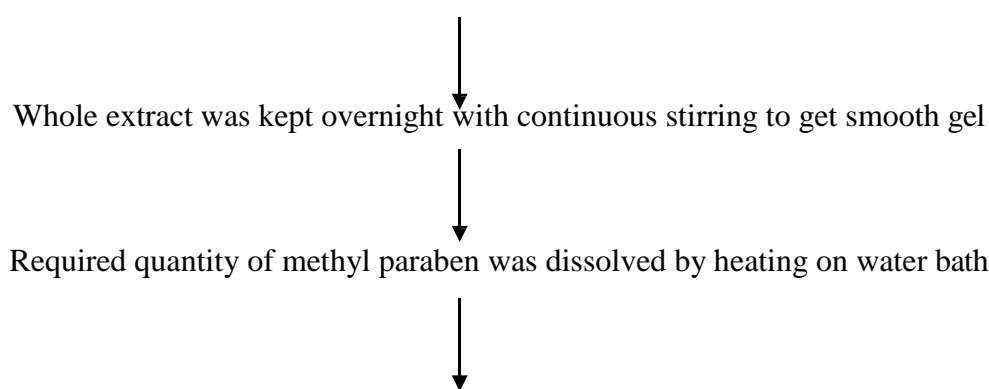 Whole extract was kept overnight with continuous stirring to get smooth gel
Required quantity of methyl paraben was dissolved by heating on water bath